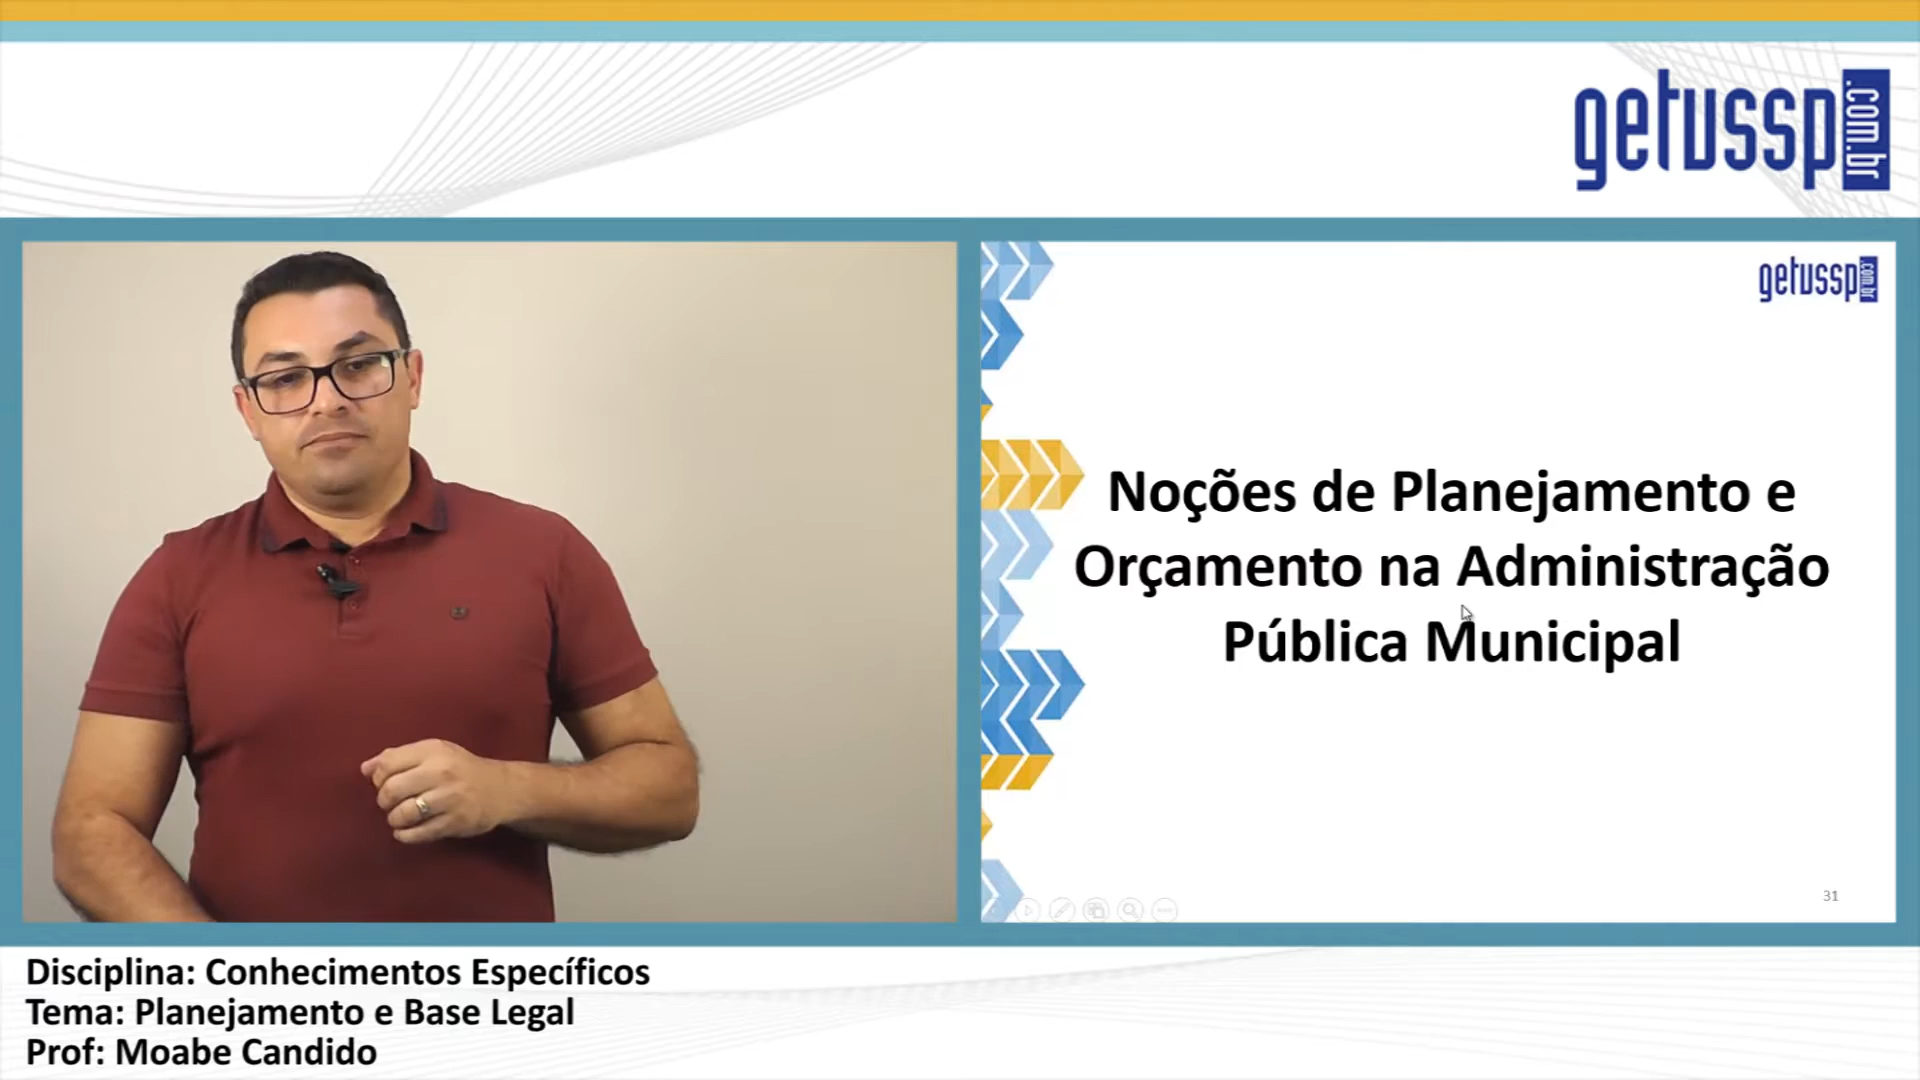 getussp.com.br
getussp.com.br
Noções de Planejamento e
Orçamento na Administração
Pública Municipal
31
Disciplina: Conhecimentos Específicos
Tema: Planejamento e Base Legal
Prof: Moabe Candido